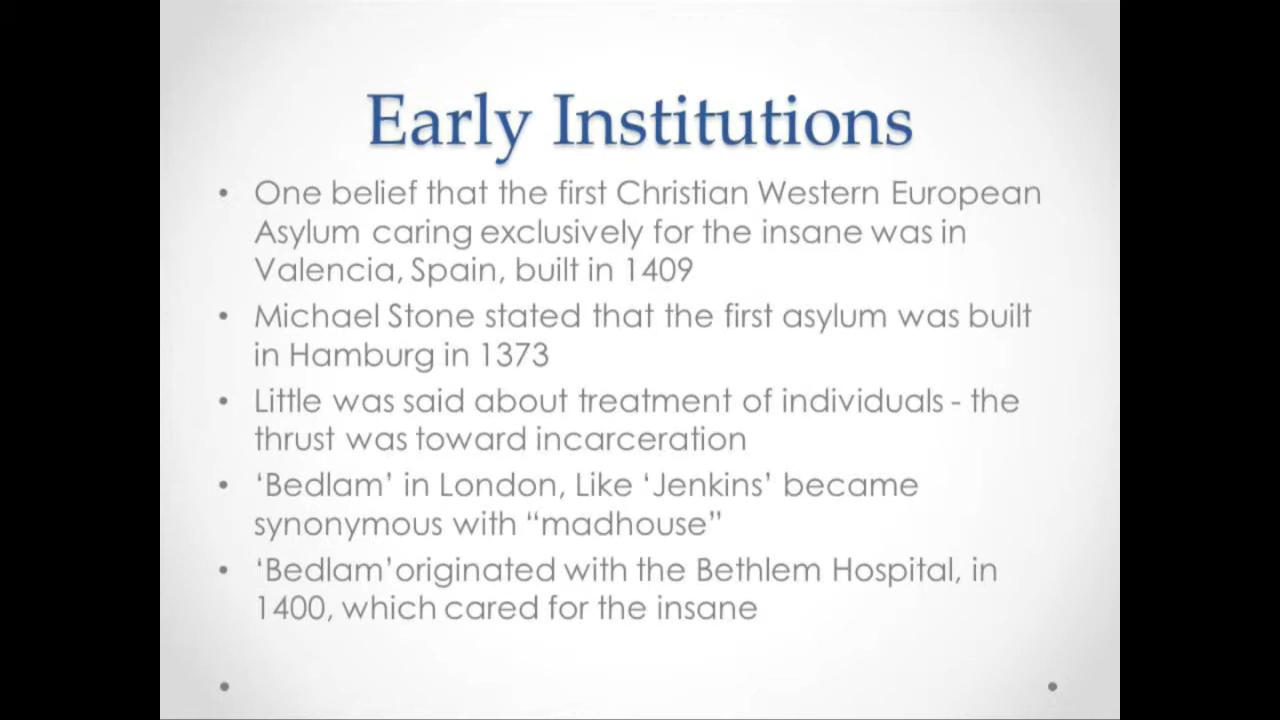 Early Institutions
• One belief that the first Christian Western European
Asylum caring exclusively for the insane was in
Valencia, Spain, built in 1409
• Michael Stone stated that the first asylum was built
in Hamburg in 1373
• Little was said about treatment of individuals - the
thrust was toward incarceration
• ‘Bedlam’ in London, Like ‘Jenkins’ became
synonymous with “madhouse”
• ‘Bedlam’originated with the Bethlem Hospital, in
1400, which cared for the insane